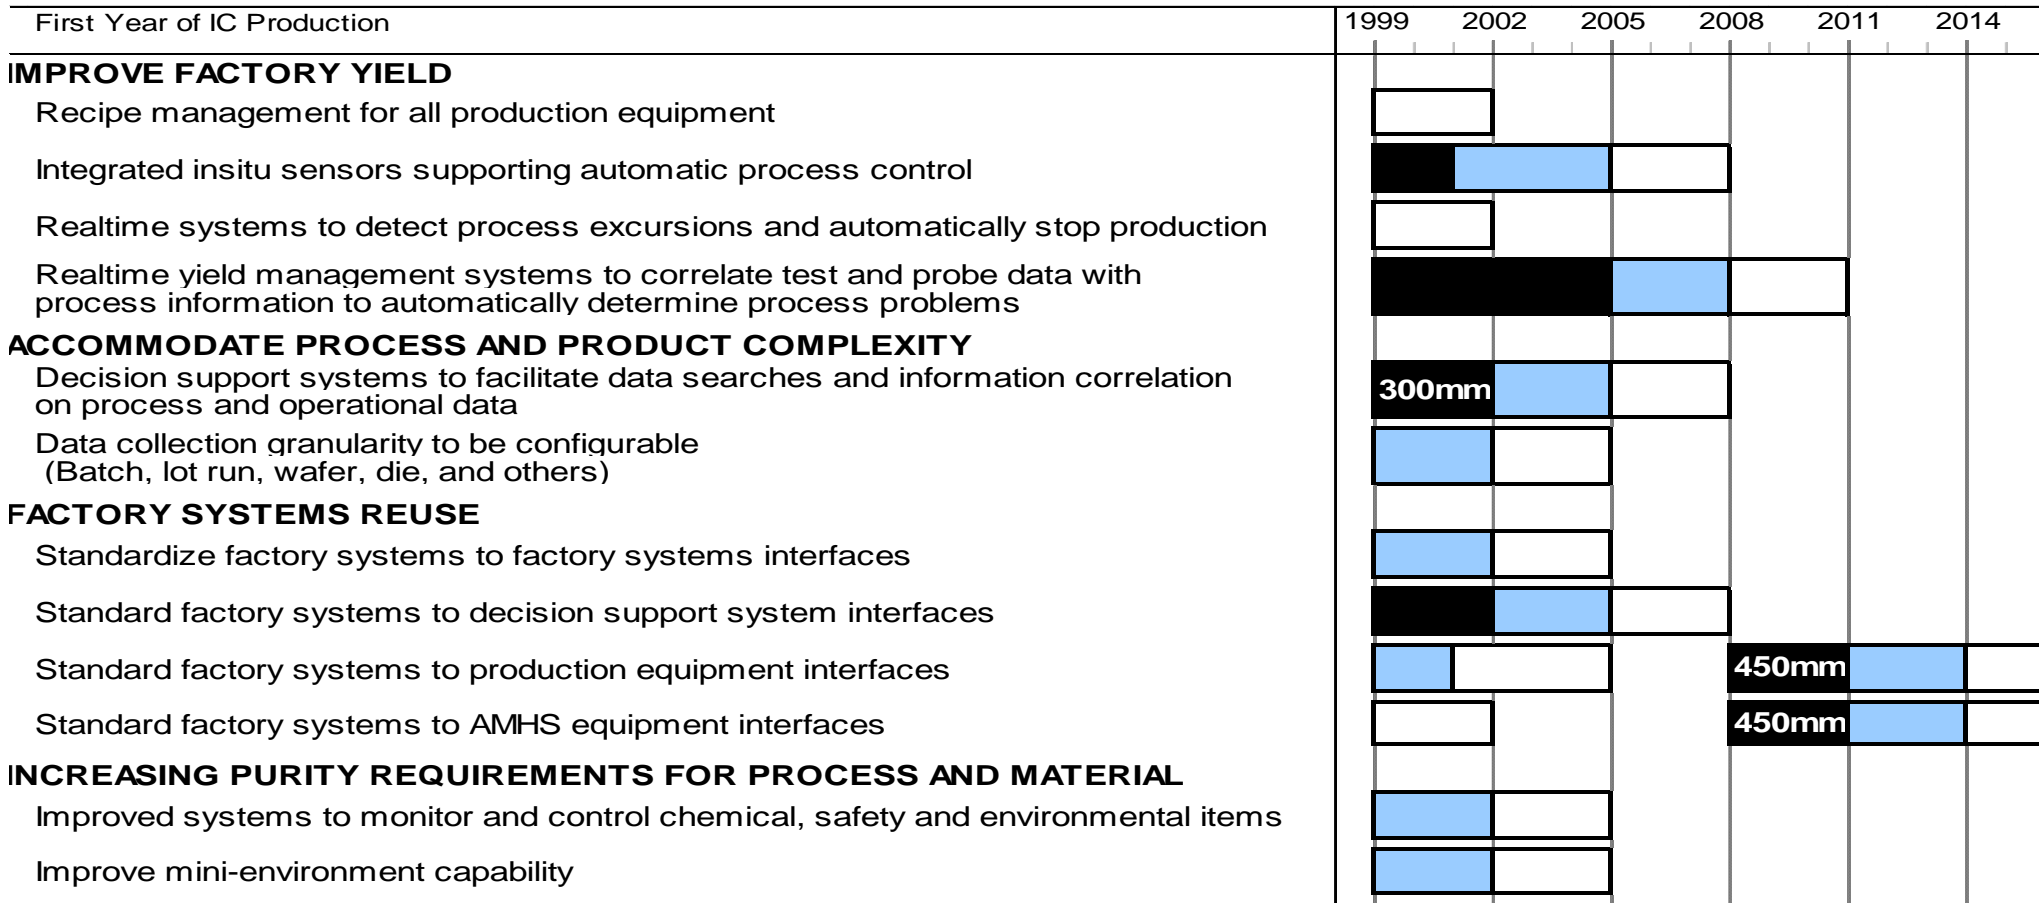 First Year of IC Production 1999 2002 2005 2008 2011 2014
IMPROVE FACTORY YIELD
Recipe management for all production equipment
Integrated insitu sensors supporting automatic process control
Realtime systems to detect process excursions and automatically stop production
Realtime yield management systems to correlate test and probe data with
process information to automatically determine process problems
ACCOMMODATE PROCESS AND PRODUCT COMPLEXITY
Decision support systems to facilitate data searches and information correlation
on process and operational data
300mm
Data collection granularity to be configurable
(Batch, lot run, wafer, die, and others)
FACTORY SYSTEMS REUSE
Standardize factory systems to factory systems interfaces
Standard factory systems to decision support system interfaces
Standard factory systems to production equipment interfaces 450mm
Standard factory systems to AMHS equipment interfaces 450mm
INCREASING PURITY REQUIREMENTS FOR PROCESS AND MATERIAL
Improved systems to monitor and control chemical, safety and environmental items
Improve mini-environment capability